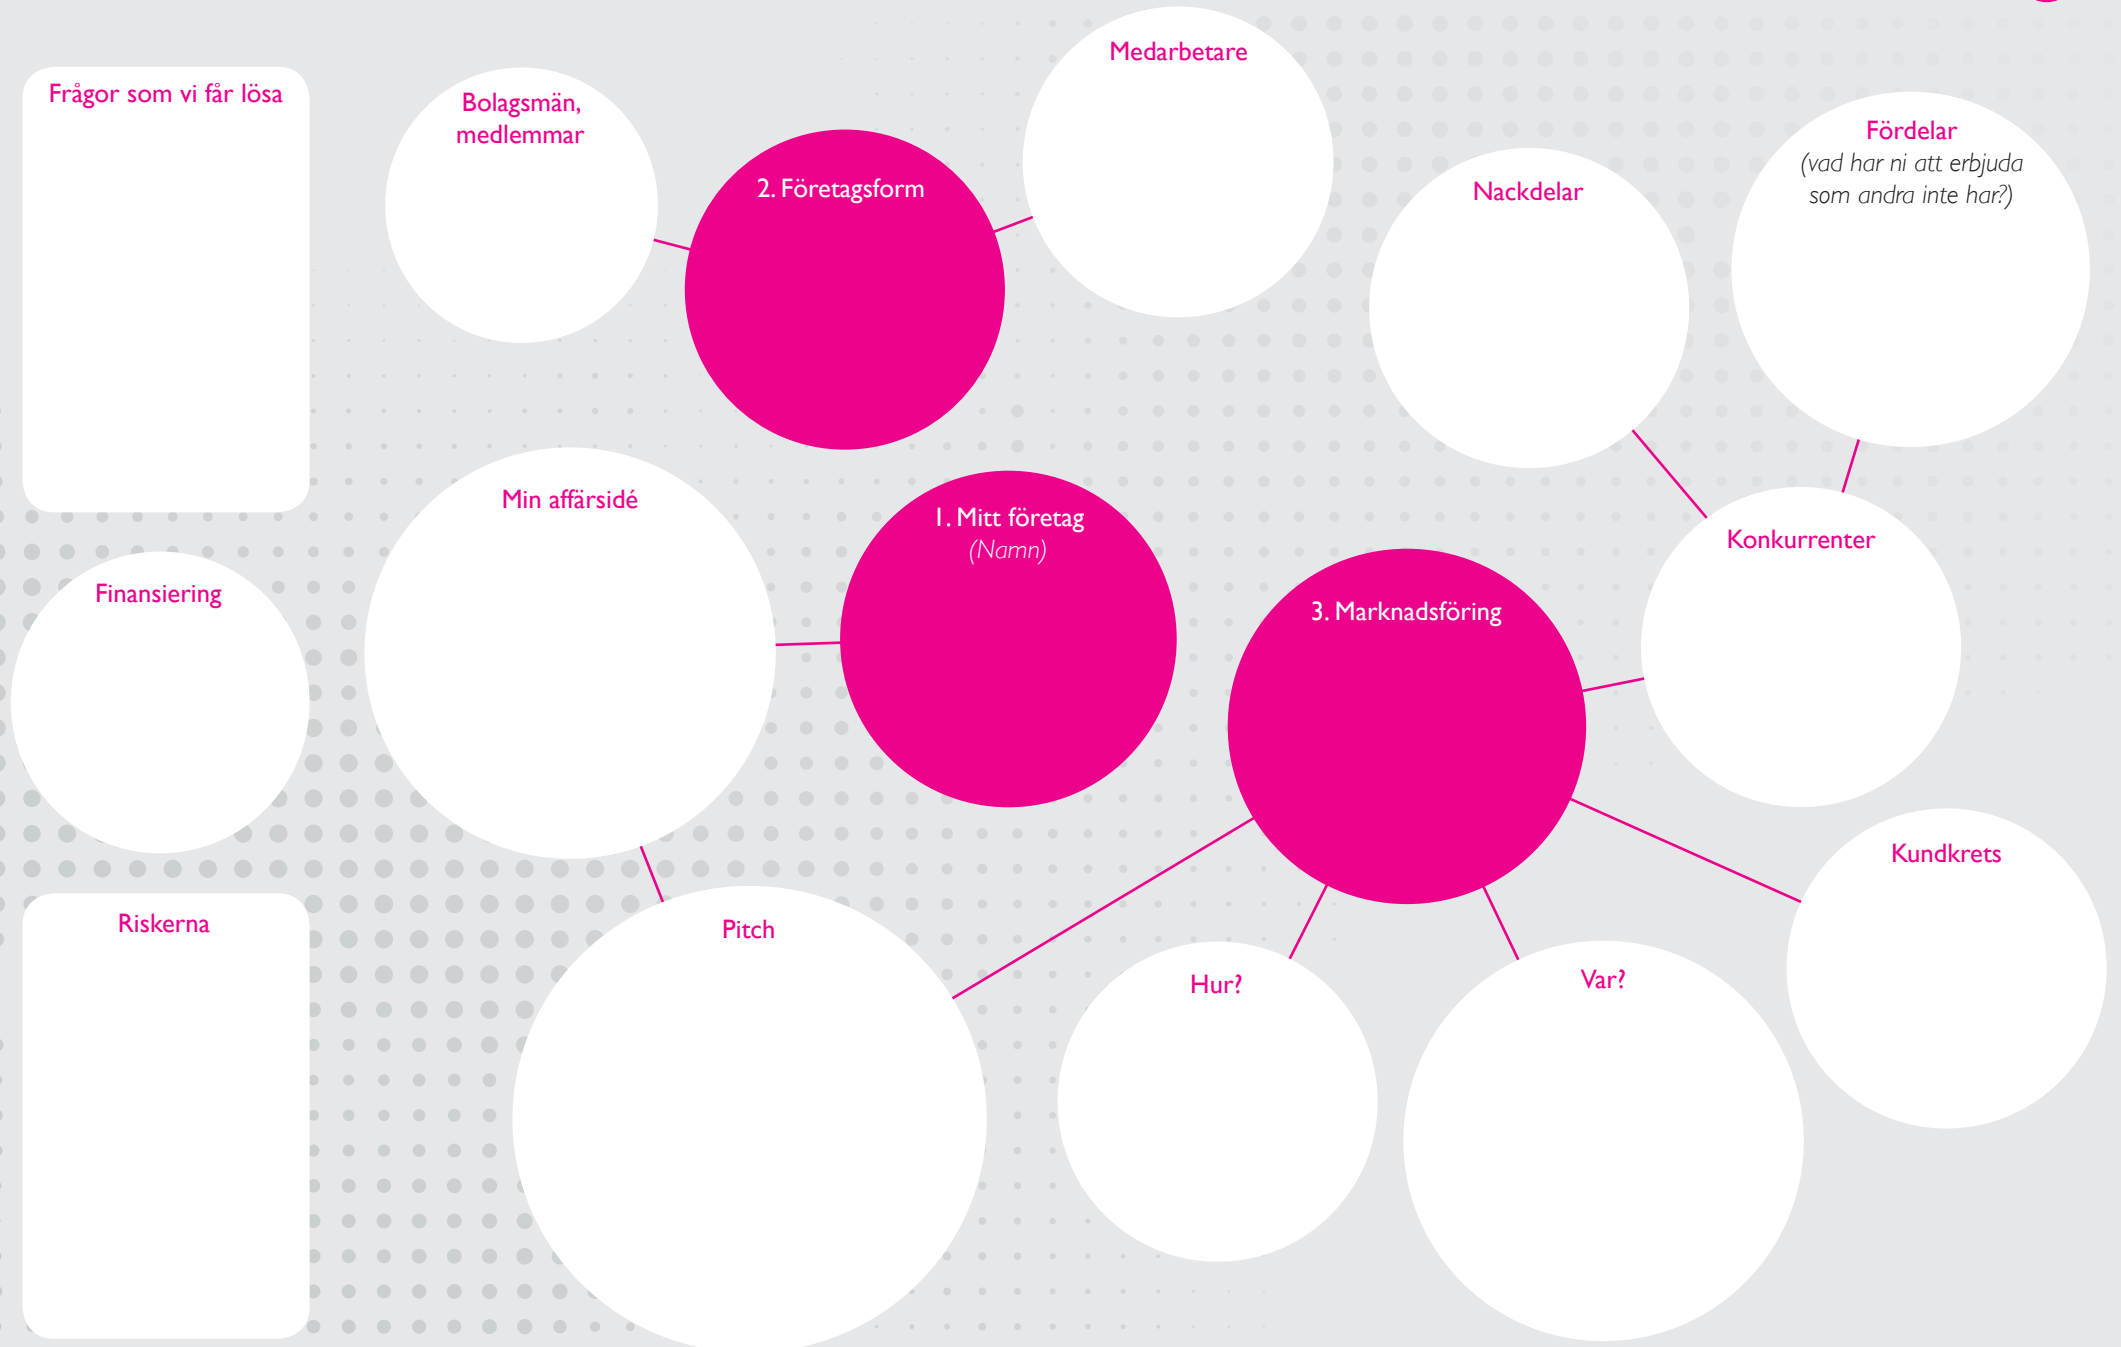 Frågor som vi får lösa
Bolagsmän,
medlemmar
2. Företagsform
Medarbetare
Nackdelar
Fördelar
(vad har ni att erbjuda
som andra inte har?)
Min affärsidé
1. Mitt företag
(Namn)
Konkurrenter
Finansiering
3. Marknadsföring
Kundkrets
Riskerna
Pitch
Hur?
Var?